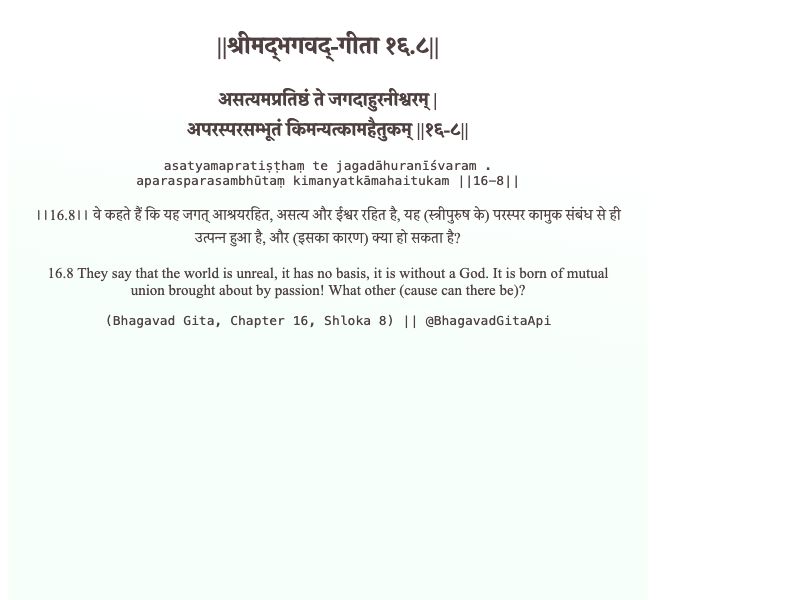 ||श्रीमद्‍भगवद्‍-गीता १६.८||
असत्यमप्रतिष्ठं ते जगदाहुरनीश्वरम् |
अपरस्परसम्भूतं किमन्यत्कामहैतुकम् ||१६-८||
asatyamapratiṣṭhaṃ te jagadāhuranīśvaram .
aparasparasambhūtaṃ kimanyatkāmahaitukam ||16-8||
।।16.8।। वे कहते हैं कि यह जगत् आश्रयरहित, असत्य और ईश्वर रहित है, यह (स्त्रीपुरुष के) परस्पर कामुक संबंध से ही
उत्पन्न हुआ है, और (इसका कारण) क्या हो सकता है?
16.8 They say that the world is unreal, it has no basis, it is without a God. It is born of mutual
union brought about by passion! What other (cause can there be)?
(Bhagavad Gita, Chapter 16, Shloka 8) || @BhagavadGitaApi